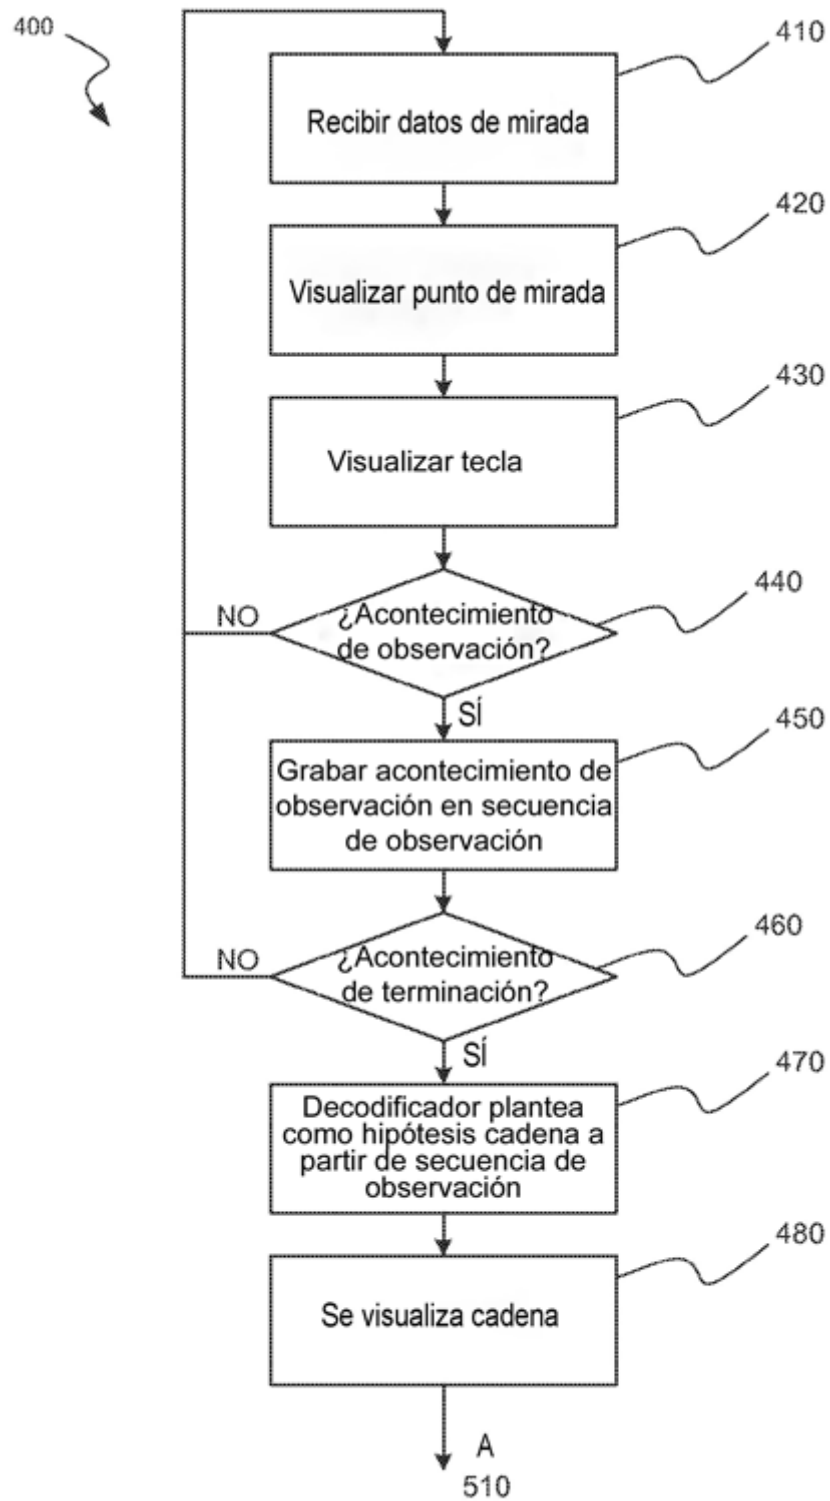 400
410
Recibir datos de mirada
420
Visualizar punto de mirada
430
Visualizar tecla
440
NO
¿Acontecimiento
de observación?
SÍ
450
Grabar acontecimiento de
observación en secuencia
de observación
460
NO
¿Acontecimiento
de terminación?
SÍ
470
Decodificador plantea
como hipótesis cadena a
partir de secuencia de
observación
480
Se visualiza cadena
A
510